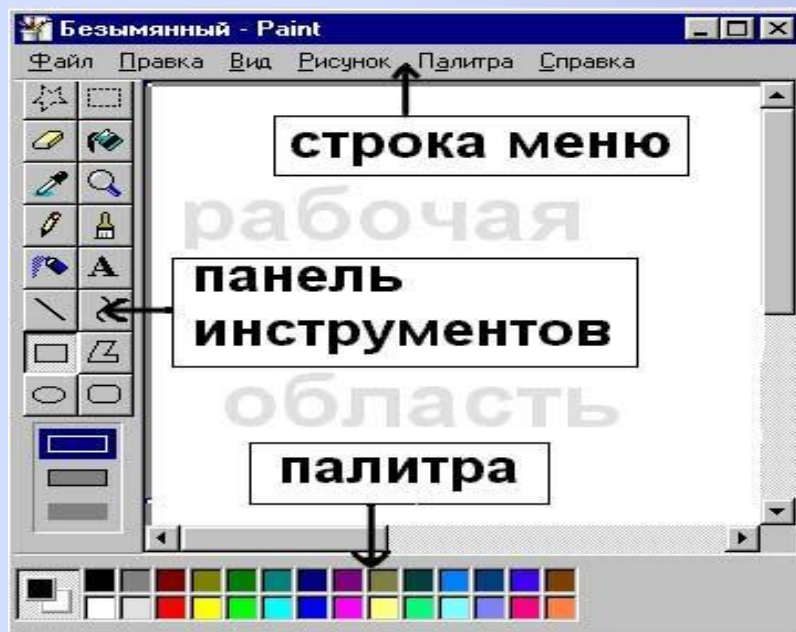 Безымянный - Paint
Файл Правка Вид Рисунок Палитра Справка
строка меню
рабочая
A
панель
инструментов
область
палитра